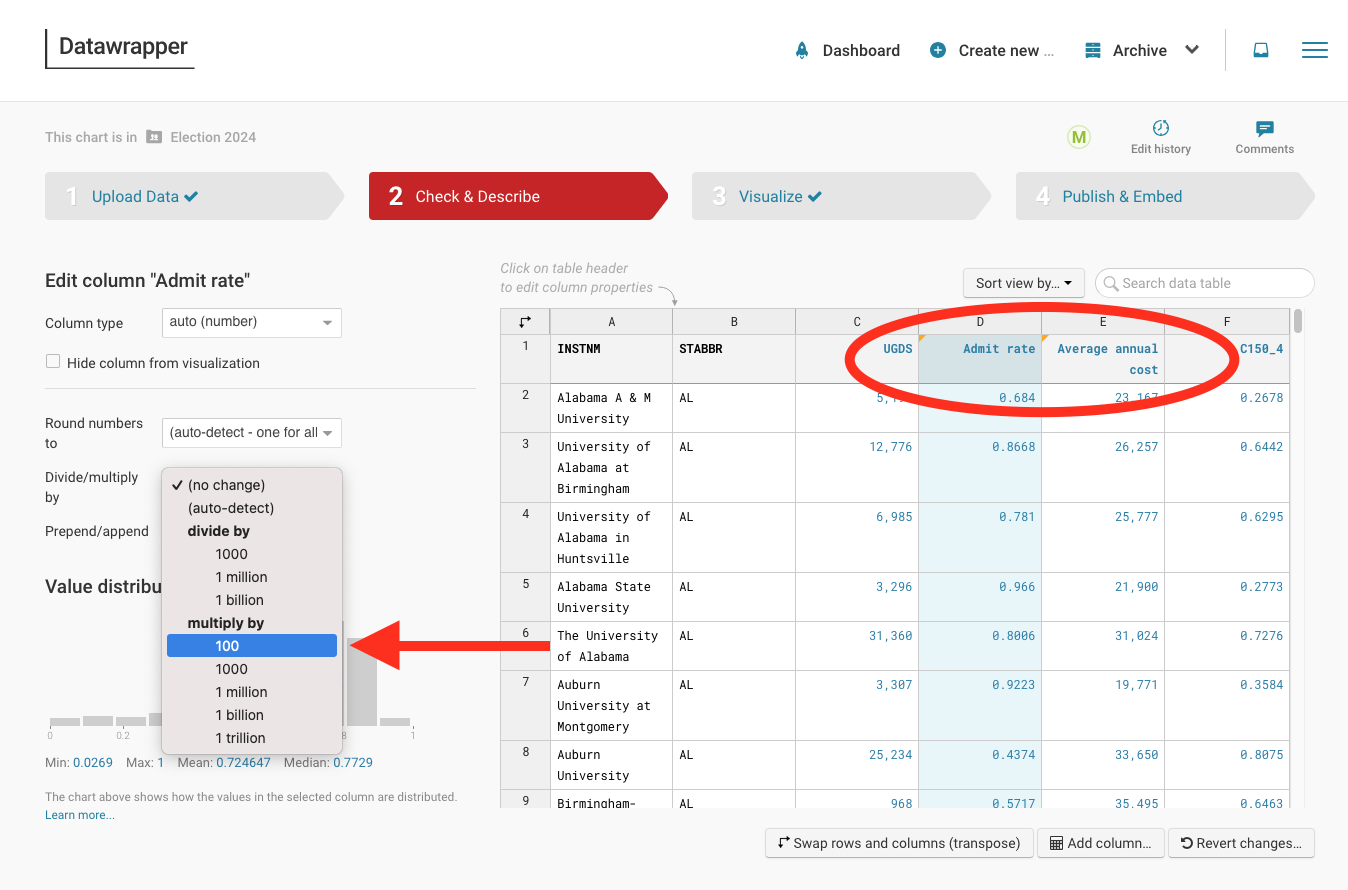 Datawrapper
Dashboard
Create new ...
Archive
This chart is in Election 2024
M
Edit history
Comments
1 Upload Data
2 Check & Describe
3 Visualize
4 Publish & Embed
Edit column "Admit rate"
Column type
auto (number)
Hide column from visualization
Round numbers
to
(auto-detect - one for all
Divide/multiply
by
Prepend/append
(no change)
(auto-detect)
divide by
1000
1 million
1 billion
multiply by
100
1000
1 million
1 billion
1 trillion
Value distribu
0 0.2 8 1
Min: 0.0269 Max: 1 Mean: 0.724647 Median: 0.7729
The chart above shows how the values in the selected column are distributed.
Learn more...
Click on table header
to edit column properties
Sort view by...
Search data table
A B C D E F
1 INSTNM STABBR UGDS Admit rate Average annual C150_4
cost
2 Alabama A & M AL 0.684 23,167 0.2678
University
3 University of AL 12,776 0.8668 26,257 0.6442
Alabama at
Birmingham
4 University of AL 6,985 0.781 25,777 0.6295
Alabama in
Huntsville
5 Alabama State AL 3,296 0.966 21,900 0.2773
University
6 The University AL 31,360 0.8006 31,024 0.7276
of Alabama
7 Auburn AL 3,307 0.9223 19,771 0.3584
University at
Montgomery
8 Auburn AL 25,234 0.4374 33,650 0.8075
University
9 Birmingham- AL 968 0.5717 35,495 0.6463
Swap rows and columns (transpose)
Add column...
Revert changes...